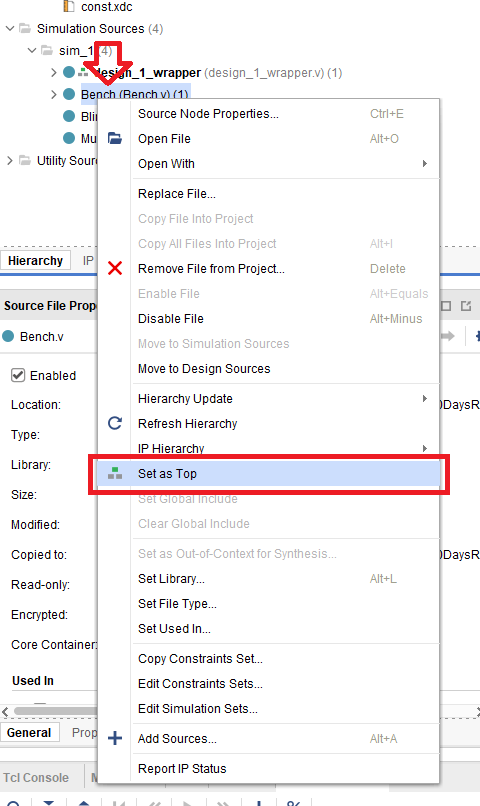 const.xdc
Simulation Sources (4)
sim_1 (4)
design_1_wrapper (design_1_wrapper.v) (1)
Bench (Bench.v) (1)
Bli
Mu
Utility Sour
Source Node Properties... Ctrl+E
Open File Alt+O
Open With
Replace File...
Copy File Into Project
Copy All Files Into Project Alt+I
Remove File from Project... Delete
Enable File Alt+Equals
Disable File Alt+Minus
Move to Simulation Sources
Move to Design Sources
Hierarchy Update
Refresh Hierarchy
IP Hierarchy
Set as Top
Set Global Include
Clear Global Include
Set as Out-of-Context for Synthesis...
Set Library... Alt+L
Set File Type...
Set Used In...
Copy Constraints Set...
Edit Constraints Sets...
Edit Simulation Sets...
Add Sources... Alt+A
Report IP Status
Hierarchy IP
Source File Prop
Bench.v
Enabled
Location: 0DaysR
Type:
Library:
Size:
Modified:
Copied to: 0DaysR
Read-only:
Encrypted:
Core Container:
Used In
General Prop
Tcl Console M